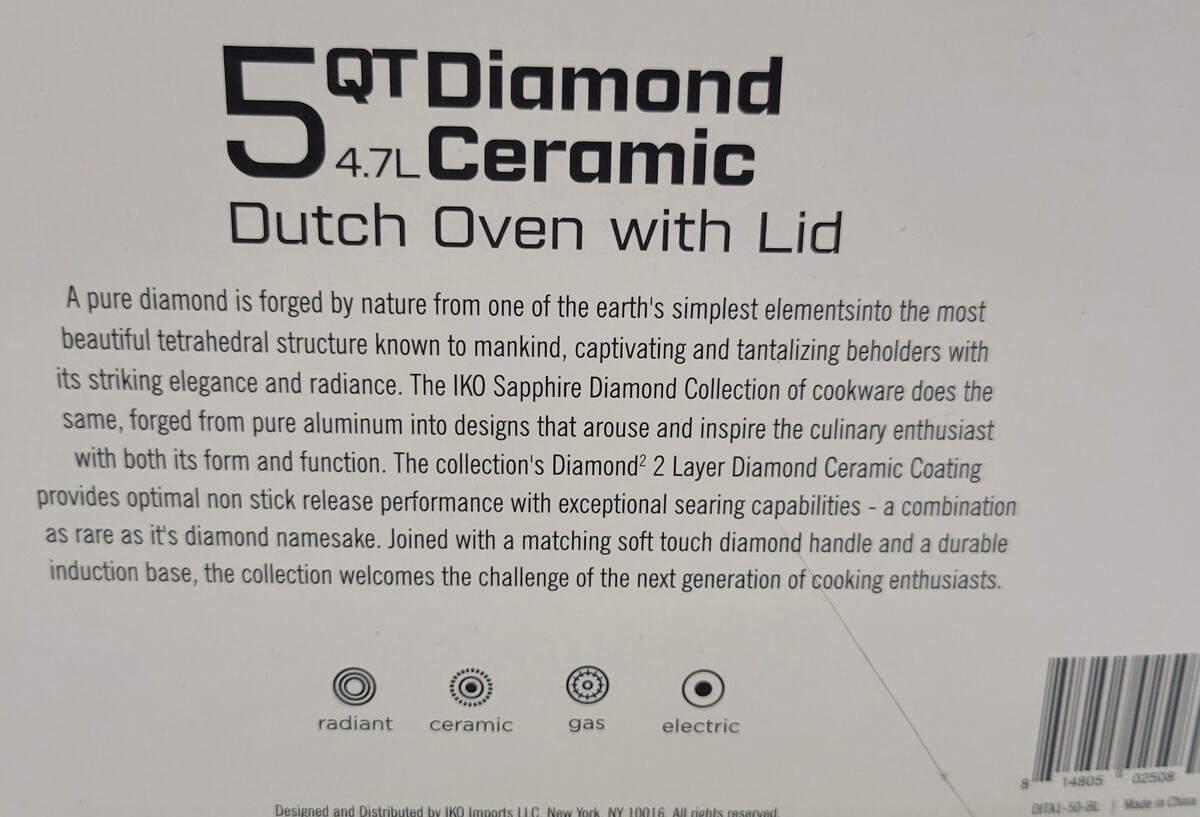 5 QT Diamond
4.7L Ceramic
Dutch Oven with Lid
A pure diamond is forged by nature from one of the earth's simplest elementsinto the most
beautiful tetrahedral structure known to mankind, captivating and tantalizing beholders with
its striking elegance and radiance. The IKO Sapphire Diamond Collection of cookware does the
same, forged from pure aluminum into designs that arouse and inspire the culinary enthusiast
with both its form and function. The collection's Diamond² 2 Layer Diamond Ceramic Coating
provides optimal non stick release performance with exceptional searing capabilities - a combination
as rare as it's diamond namesake. Joined with a matching soft touch diamond handle and a durable
induction base, the collection welcomes the challenge of the next generation of cooking enthusiasts.
radiant ceramic gas electric
8 14805 02508
Made in China
Designed and Distributed by IKO Imports LLC, New York, NY 10016. All rights reserved.